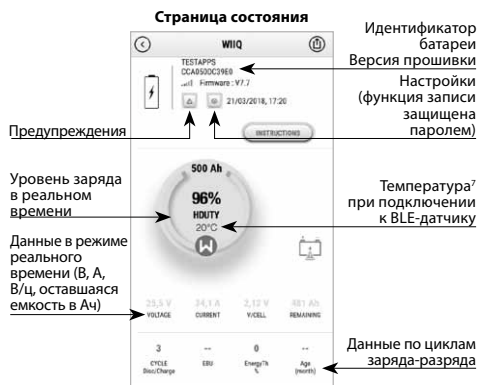 Страница состояния
WIIQ
TESTAPPS
CCA050DC39E0
Firmware : V7.7
21/03/2018, 17:20
INSTRUCTIONS
Идентификатор
батареи
Версия прошивки
Настройки
(функция записи
защищена
паролем)
Предупреждения
Уровень заряда
в реальном
времени
500 Ah
96%
HDUTY
20°C
Температура⁷
при подключении
к BLE-датчику
Данные в режиме
реального
времени (В, А,
В/ц, оставшаяся
емкость в Ач)
25,5 V 24,1 A 2,12 V 481 Ah
VOLTAGE CURRENT V/CELL REMAINING
3 -- 0 --
CYCLE EBU EnergyTh Age
Disc/Charge % (month)
Данные по циклам
заряда-разряда